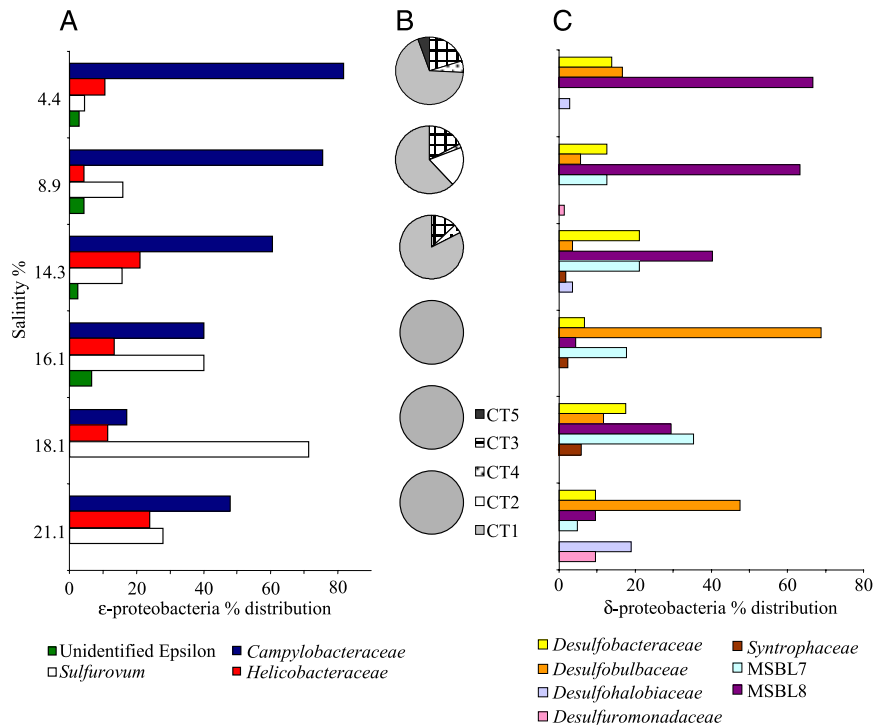 A
B
C
Salinity %
4.4
8.9
14.3
16.1
18.1
21.1
0 20 40 60 80
ε-proteobacteria % distribution
Unidentified Epsilon
Campylobacteraceae
Sulfurovum
Helicobacteraceae
CT5
CT3
CT4
CT2
CT1
0 20 40 60 80
δ-proteobacteria % distribution
Desulfobacteraceae
Syntrophaceae
Desulfobulbaceae
MSBL7
Desulfohalobiaceae
MSBL8
Desulfuromonadaceae